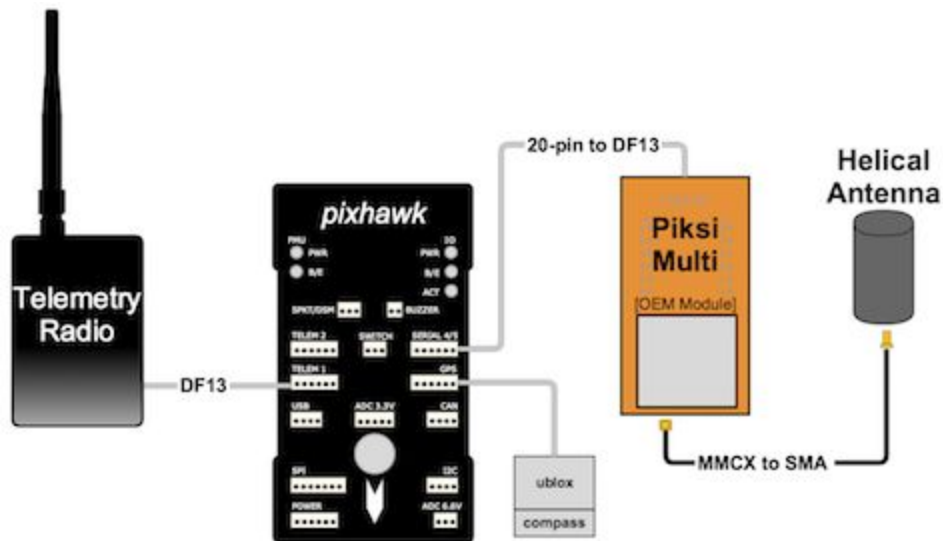 Telemetry
Radio
DF13
pixhawk
FMU
PWR
B/E
IO
PWR
B/E
ACT
SPKT/DSM
BUZZER
TELEM 2
SWITCH
SERIAL 4/5
TELEM 1
GPS
USB
ADC 3.3V
CAN
SPI
I2C
POWER
ADC 6.6V
ublox
compass
20-pin to DF13
Piksi
Multi
[OEM Module]
Helical
Antenna
MMCX to SMA